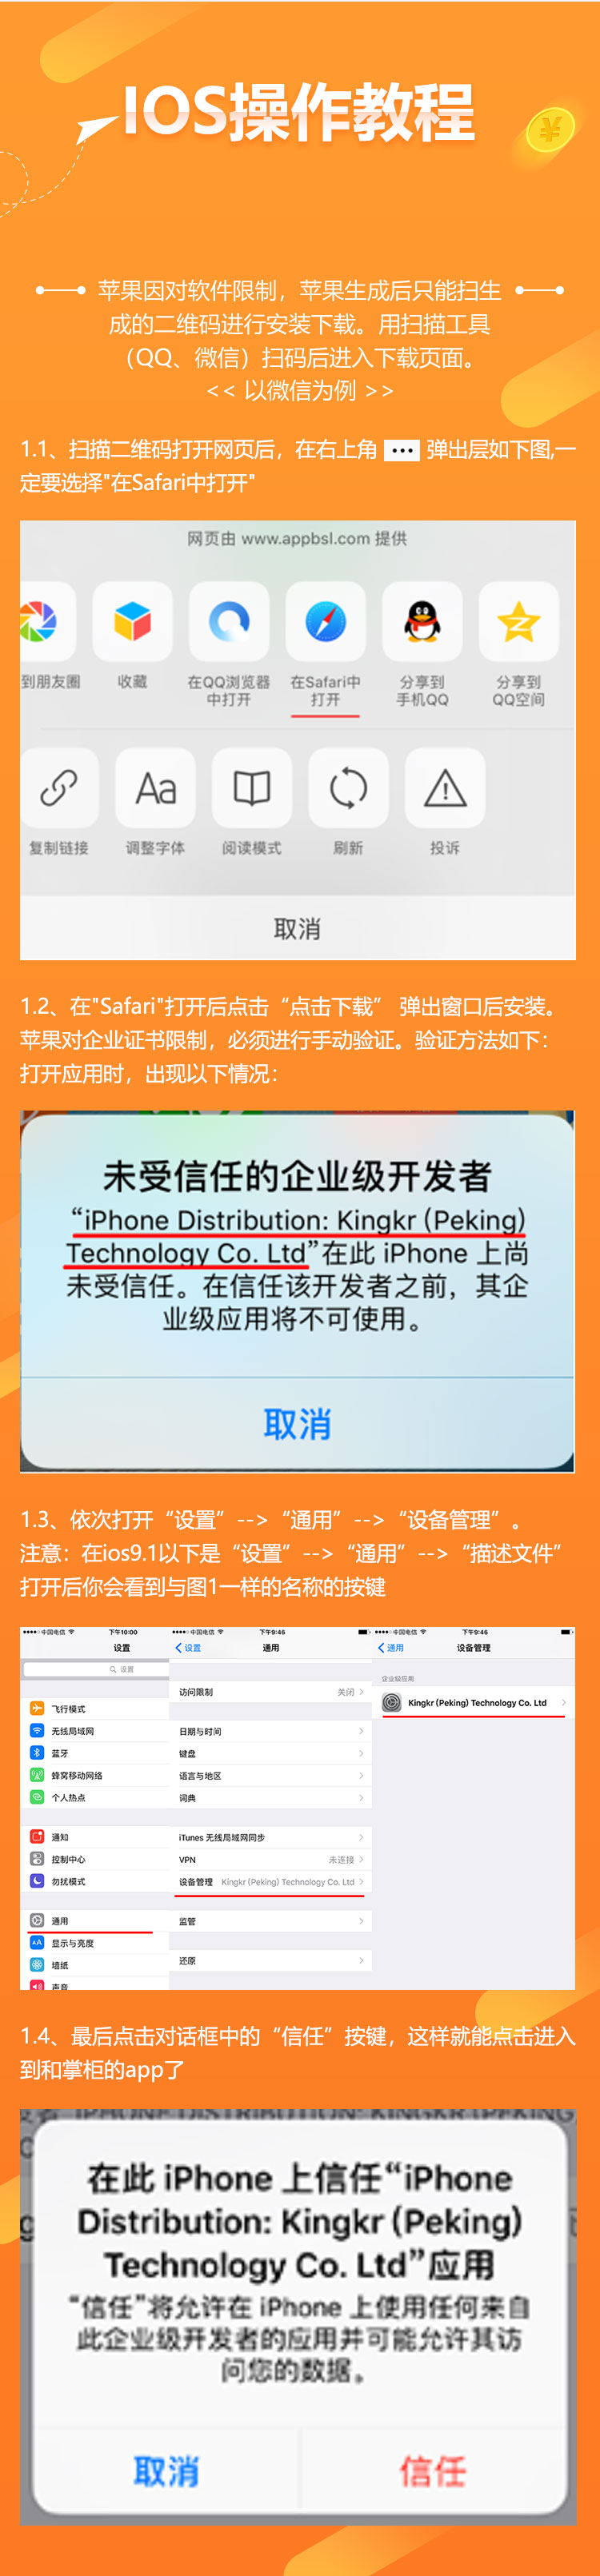 IOS操作教程
苹果因对软件限制，苹果生成后只能扫生
成的二维码进行安装下载。用扫描工具
（QQ、微信）扫码后进入下载页面。
<< 以微信为例 >>
1.1、扫描二维码打开网页后，在右上角 ••• 弹出层如下图,一
定要选择"在Safari中打开"
网页由 www.appbsl.com 提供
到朋友圈 收藏 在QQ浏览器 在Safari中 分享到 分享到
中打开 打开 手机QQ QQ空间
Aa
复制链接 调整字体 阅读模式 刷新 投诉
取消
1.2、在"Safari"打开后点击“点击下载” 弹出窗口后安装。
苹果对企业证书限制，必须进行手动验证。验证方法如下：
打开应用时，出现以下情况：
未受信任的企业级开发者
“iPhone Distribution: Kingkr (Peking)
Technology Co. Ltd”在此 iPhone 上尚
未受信任。在信任该开发者之前，其企
业级应用将不可使用。
取消
1.3、依次打开“设置”-->“通用”-->“设备管理”。
注意：在ios9.1以下是“设置”-->“通用”-->“描述文件”
打开后你会看到与图1一样的名称的按键
中国电信 下午10:00
设置
设置
飞行模式
无线局域网
蓝牙
蜂窝移动网络
个人热点
通知
控制中心
勿扰模式
通用
AA 显示与亮度
墙纸
声音
中国电信 下午9:46
设置 通用
访问限制 关闭
日期与时间
键盘
语言与地区
词典
iTunes 无线局域网同步
VPN 未连接
设备管理 Kingkr (Peking) Technology Co. Ltd
监管
还原
中国电信 下午9:46
通用 设备管理
企业级应用
Kingkr (Peking) Technology Co. Ltd
1.4、最后点击对话框中的“信任”按键，这样就能点击进入
到和掌柜的app了
IPHONE DISTRIBUTION: KINGKR (PEKING
在此 iPhone 上信任“iPhone
Distribution: Kingkr (Peking)
Technology Co. Ltd”应用
“信任”将允许在 iPhone 上使用任何来自
此企业级开发者的应用并可能允许其访
问您的数据。
取消 信任